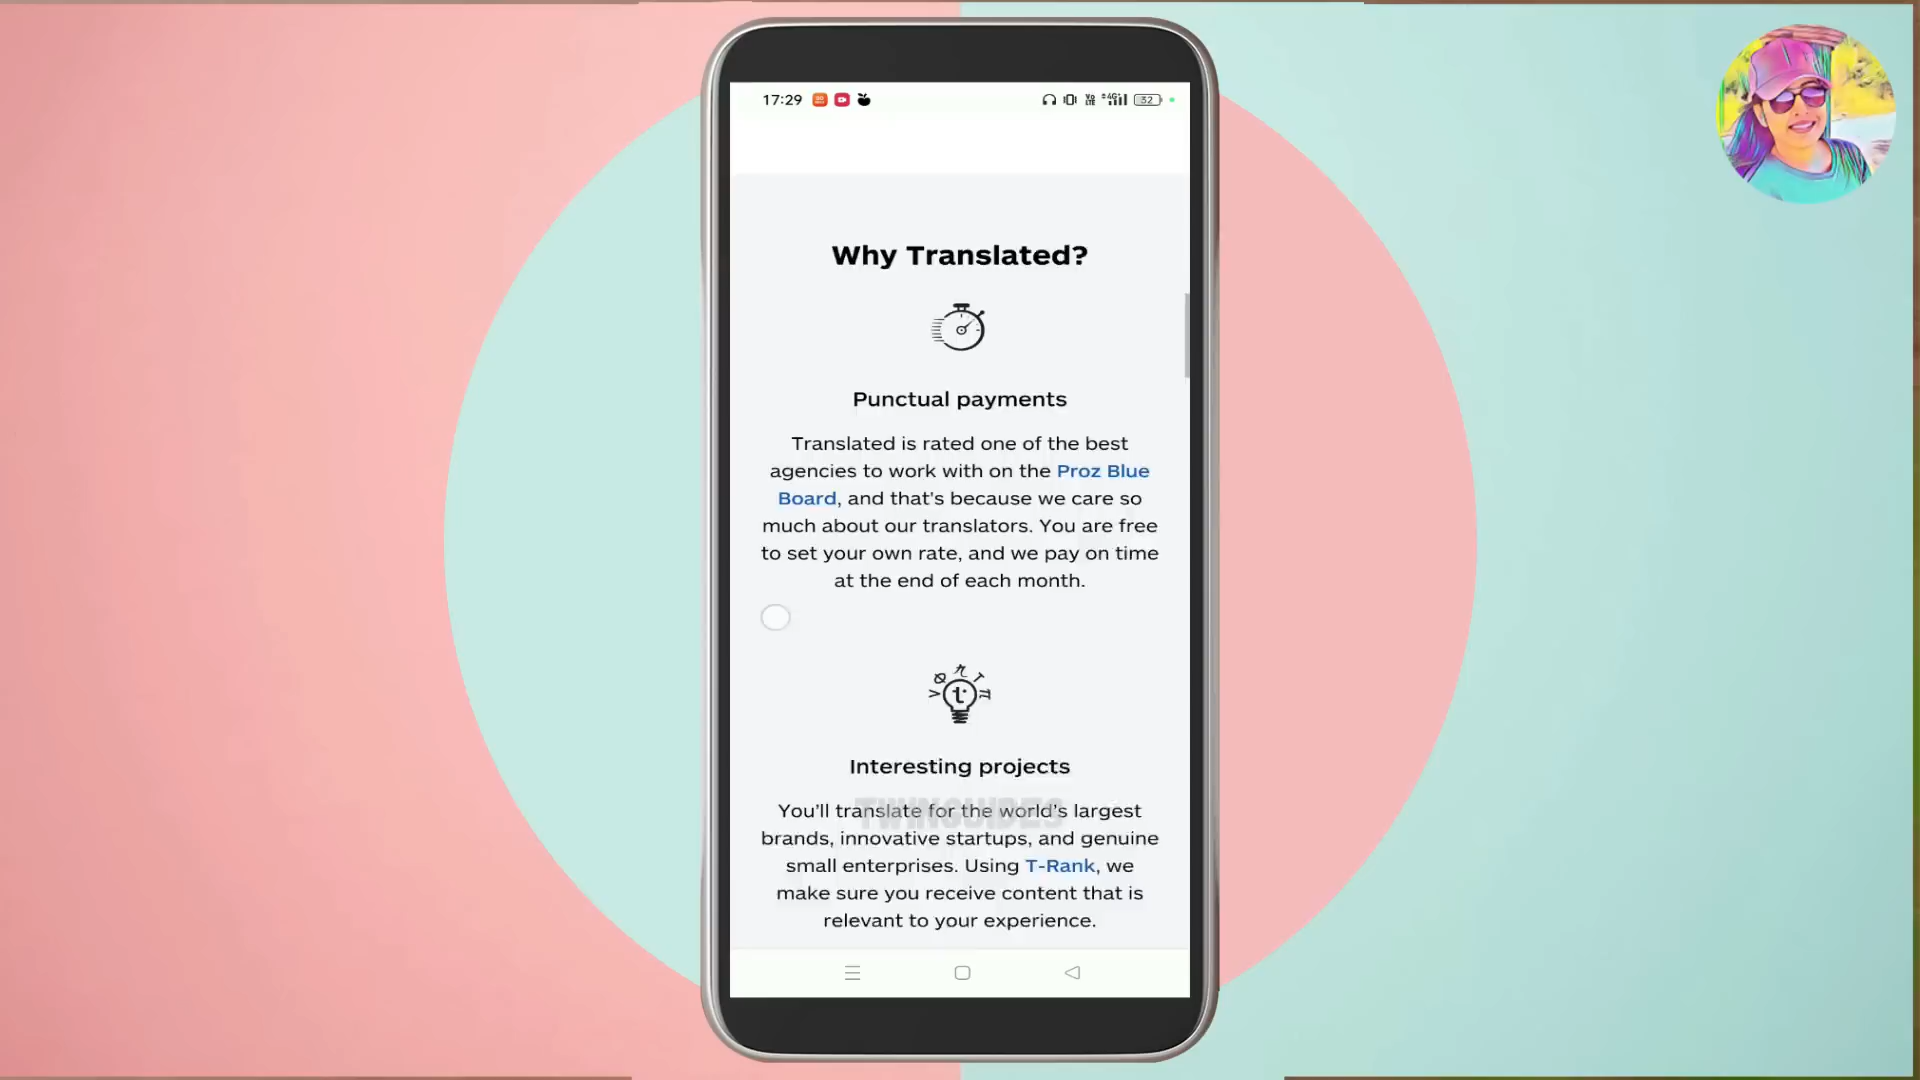 17:29
32
Why Translated?
Punctual payments
Translated is rated one of the best
agencies to work with on the Proz Blue
Board, and that's because we care so
much about our translators. You are free
to set your own rate, and we pay on time
at the end of each month.
Interesting projects
You'll translate for the world's largest
TWINGUIDES
brands, innovative startups, and genuine
small enterprises. Using T-Rank, we
make sure you receive content that is
relevant to your experience.